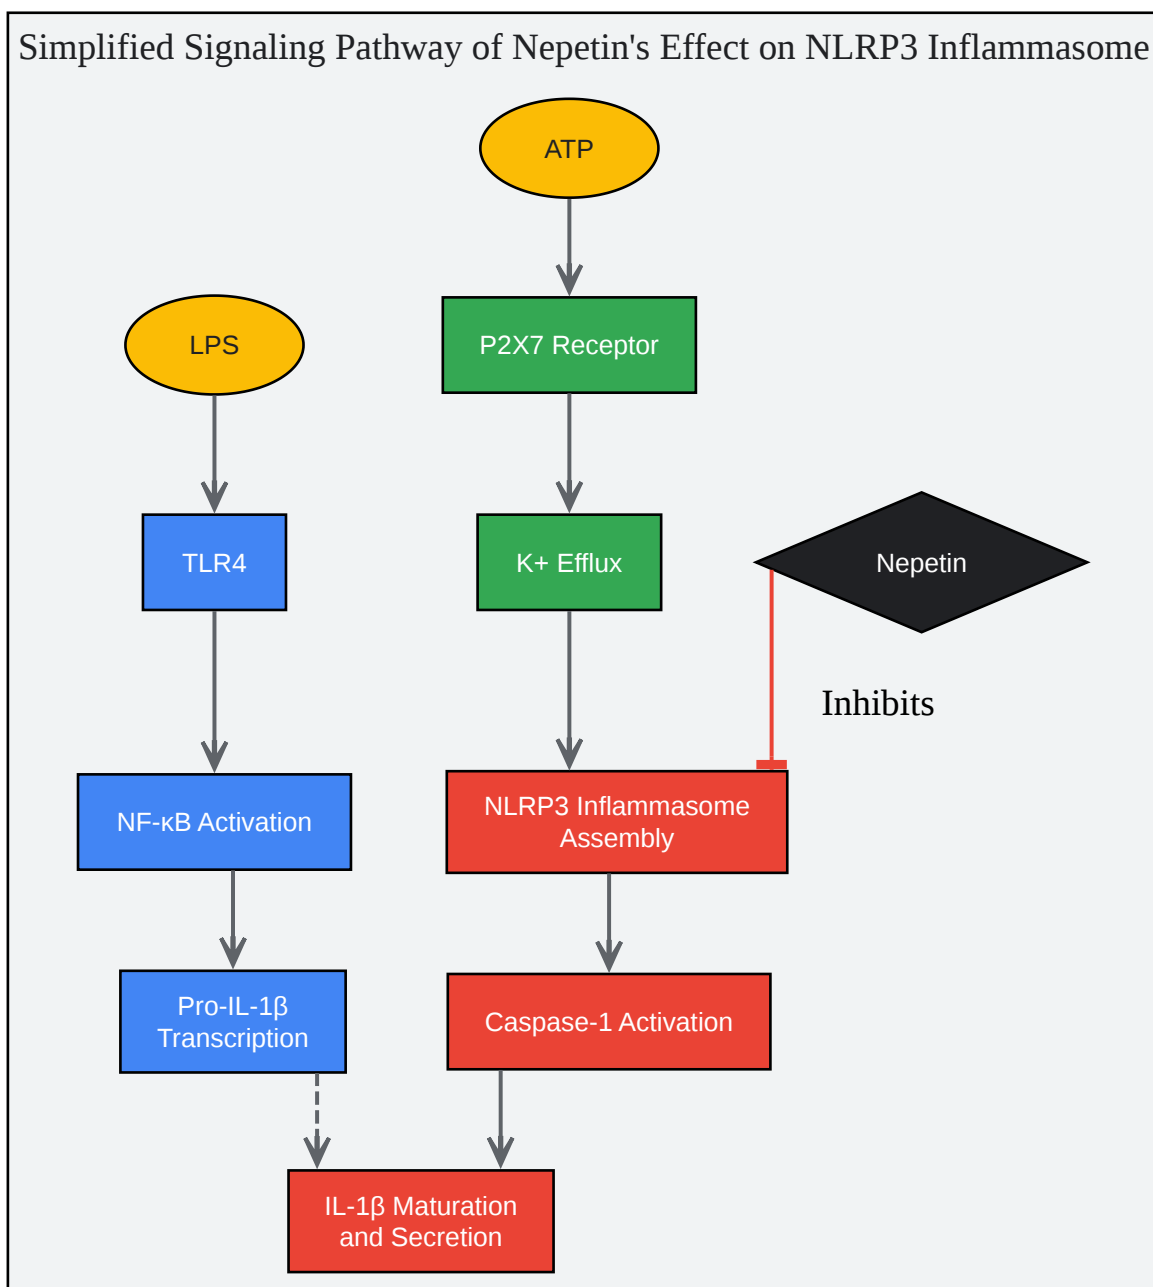 Simplified Signaling Pathway of Nepetin's Effect on NLRP3 Inflammasome
ATP
LPS
P2X7 Receptor
TLR4
K+ Efflux
Nepetin
Inhibits
NF-κB Activation
NLRP3 Inflammasome
Assembly
Pro-IL-1β
Transcription
Caspase-1 Activation
IL-1β Maturation
and Secretion